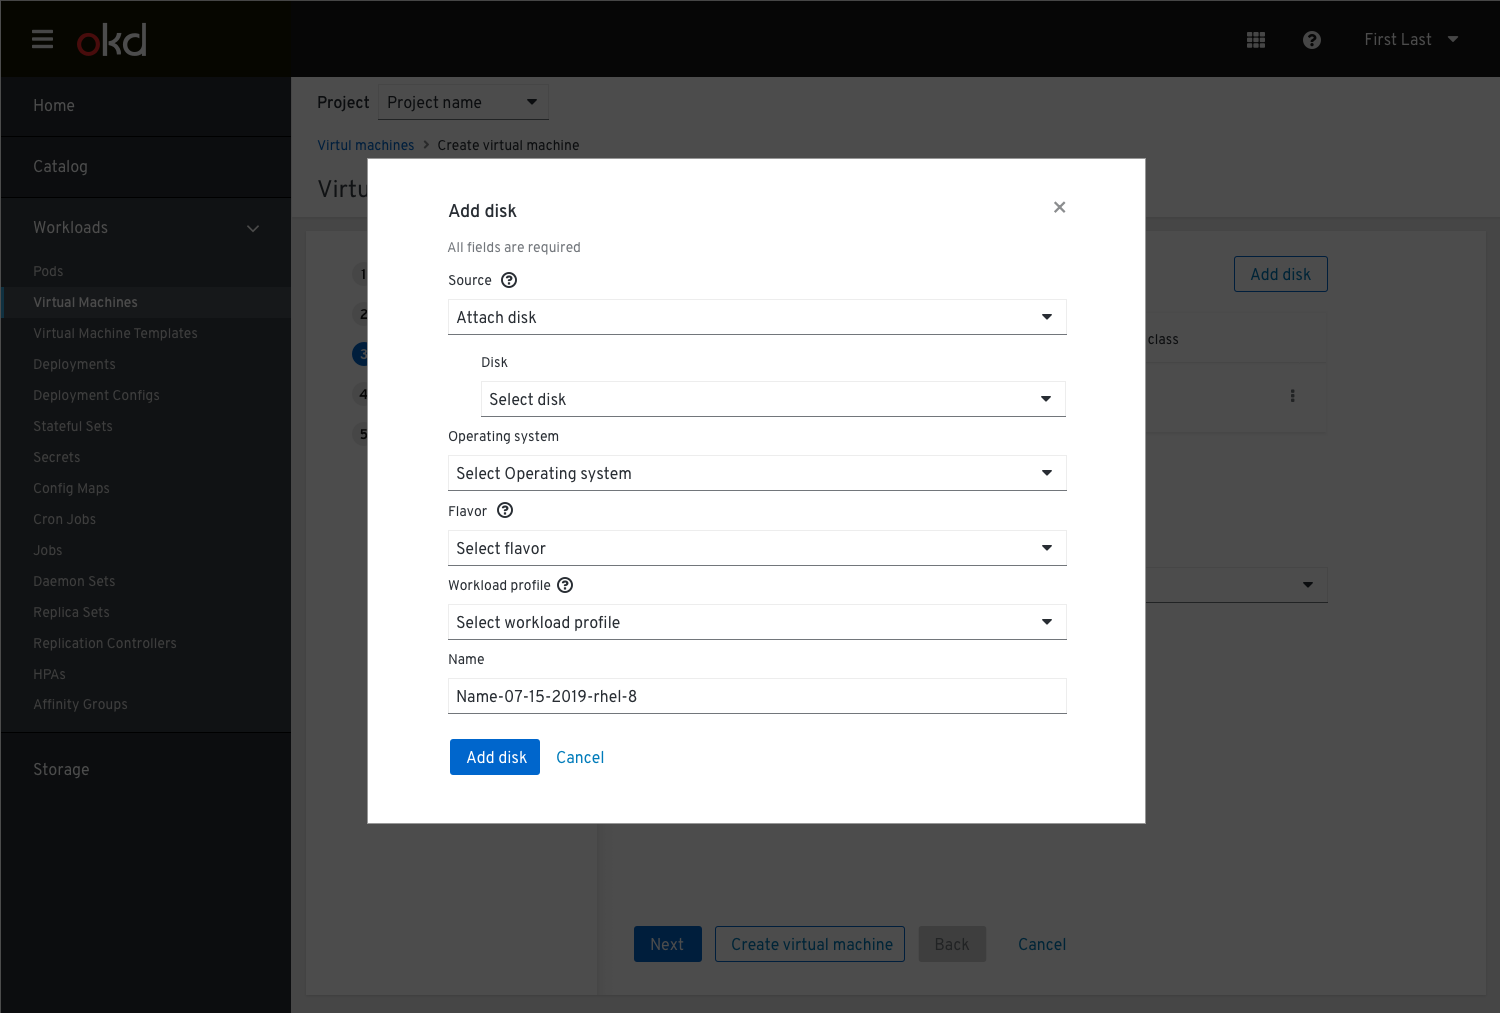 okd
First Last
Home
Catalog
Workloads
Pods
Virtual Machines
Virtual Machine Templates
Deployments
Deployment Configs
Stateful Sets
Secrets
Config Maps
Cron Jobs
Jobs
Daemon Sets
Replica Sets
Replication Controllers
HPAs
Affinity Groups
Storage
Project Project name
Virtul machines > Create virtual machine
Virtu
1
2
3
4
5
Add disk
class
Add disk
All fields are required
Source
Attach disk
Disk
Select disk
Operating system
Select Operating system
Flavor
Select flavor
Workload profile
Select workload profile
Name
Name-07-15-2019-rhel-8
Add disk Cancel
Next Create virtual machine Back Cancel